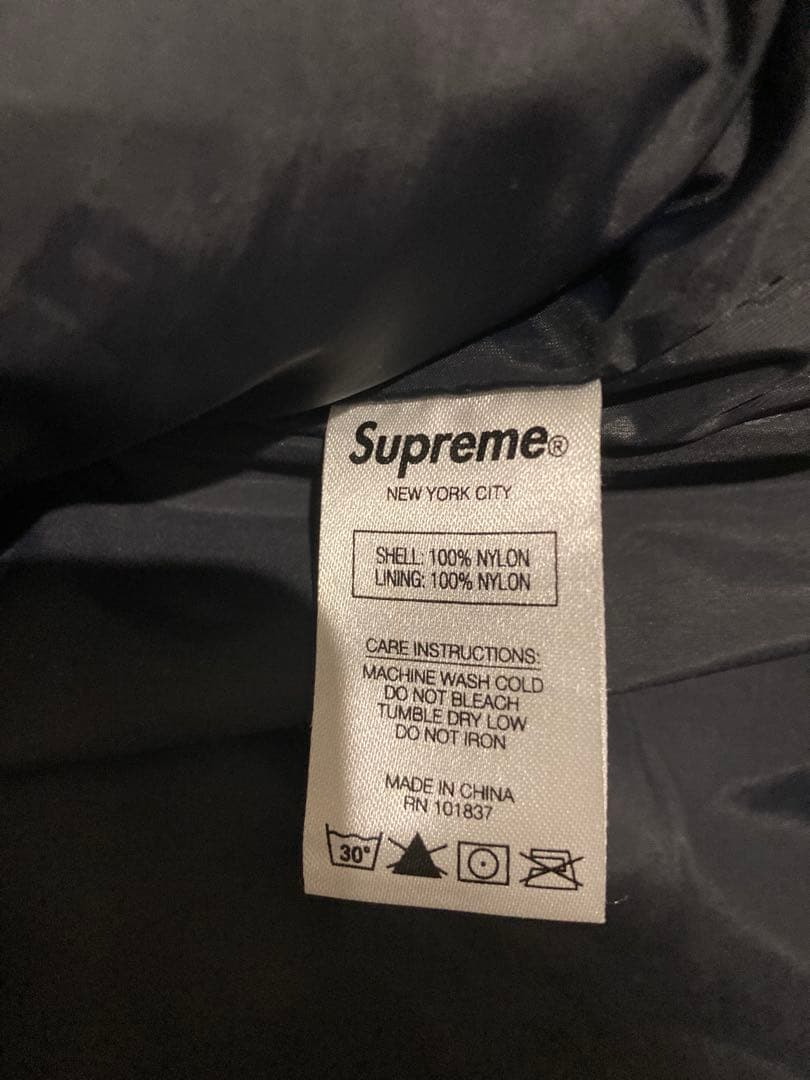 Supreme®
NEW YORK CITY
SHELL: 100% NYLON
LINING: 100% NYLON
CARE INSTRUCTIONS:
MACHINE WASH COLD
DO NOT BLEACH
TUMBLE DRY LOW
DO NOT IRON
MADE IN CHINA
RN 101837
30°